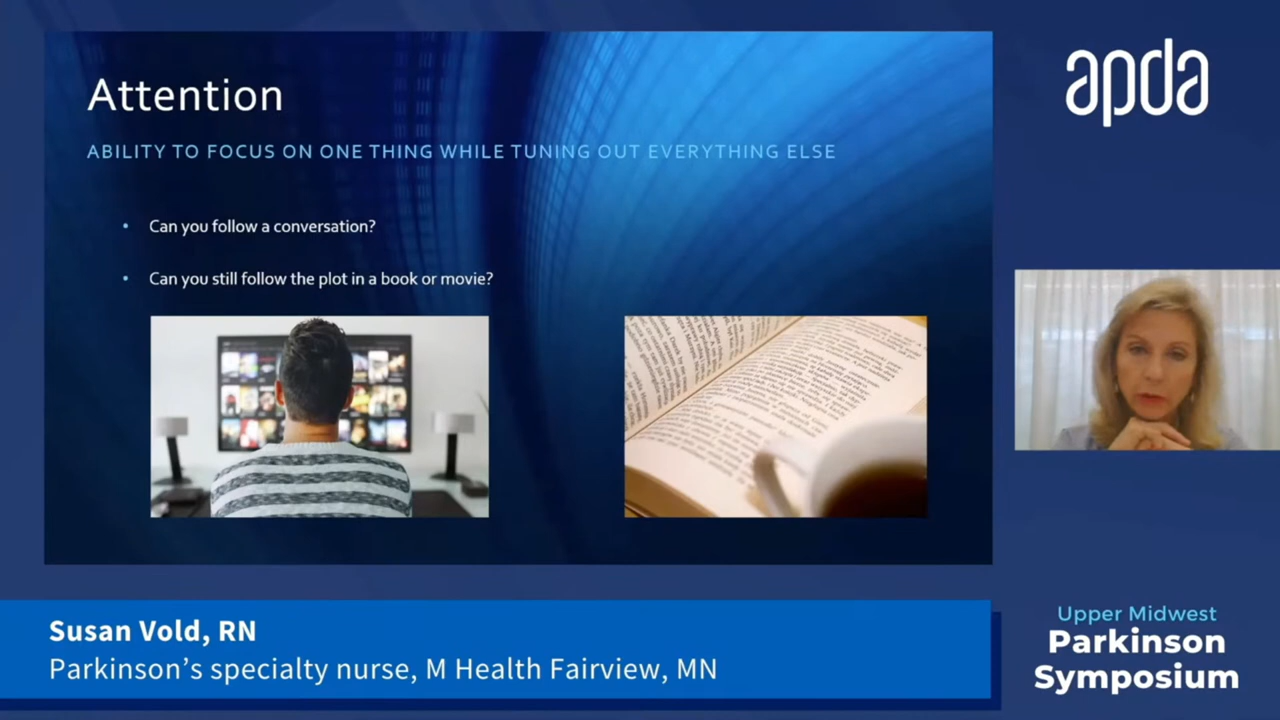 Attention
ABILITY TO FOCUS ON ONE THING WHILE TUNING OUT EVERYTHING ELSE
• Can you follow a conversation?
• Can you still follow the plot in a book or movie?
apda
Susan Vold, RN
Parkinson's specialty nurse, M Health Fairview, MN
Upper Midwest
Parkinson
Symposium